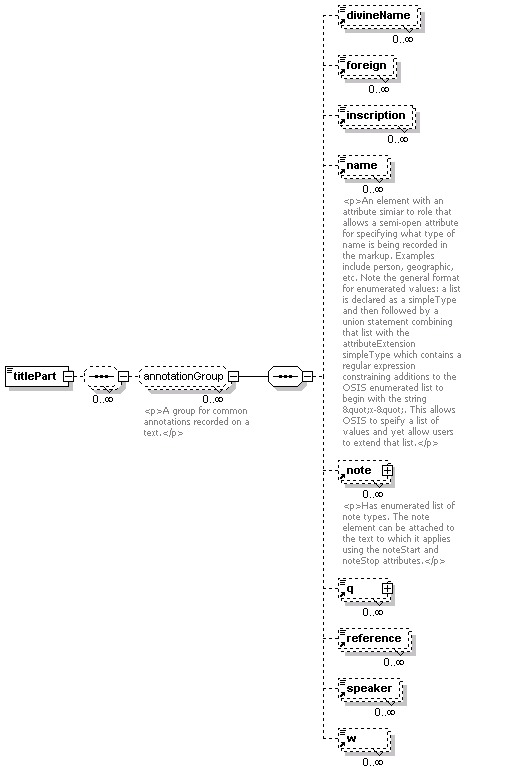 divineName
0..∞
foreign
0..∞
inscription
0..∞
name
0..∞
<p>An element with an
attribute simiar to role that
allows a semi-open attribute
for specifying what type of
name is being recorded in
the markup. Examples
include person, geographic,
etc. Note the general format
for enumerated values: a list
is declared as a simpleType
and then followed by a
union statement combining
that list with the
attributeExtension
simpleType which contains a
regular expression
constraining additions to the
OSIS enumerated list to
begin with the string
&quot;x-&quot;. This allows
OSIS to speify a list of
values and yet allow users
to extend that list.</p>
titlePart
0..∞
annotationGroup
0..∞
<p>A group for common
annotations recorded on a
text.</p>
note
0..∞
<p>Has enumerated list of
note types. The note
element can be attached to
the text to which it applies
using the noteStart and
noteStop attributes.</p>
q
0..∞
reference
0..∞
speaker
0..∞
w
0..∞